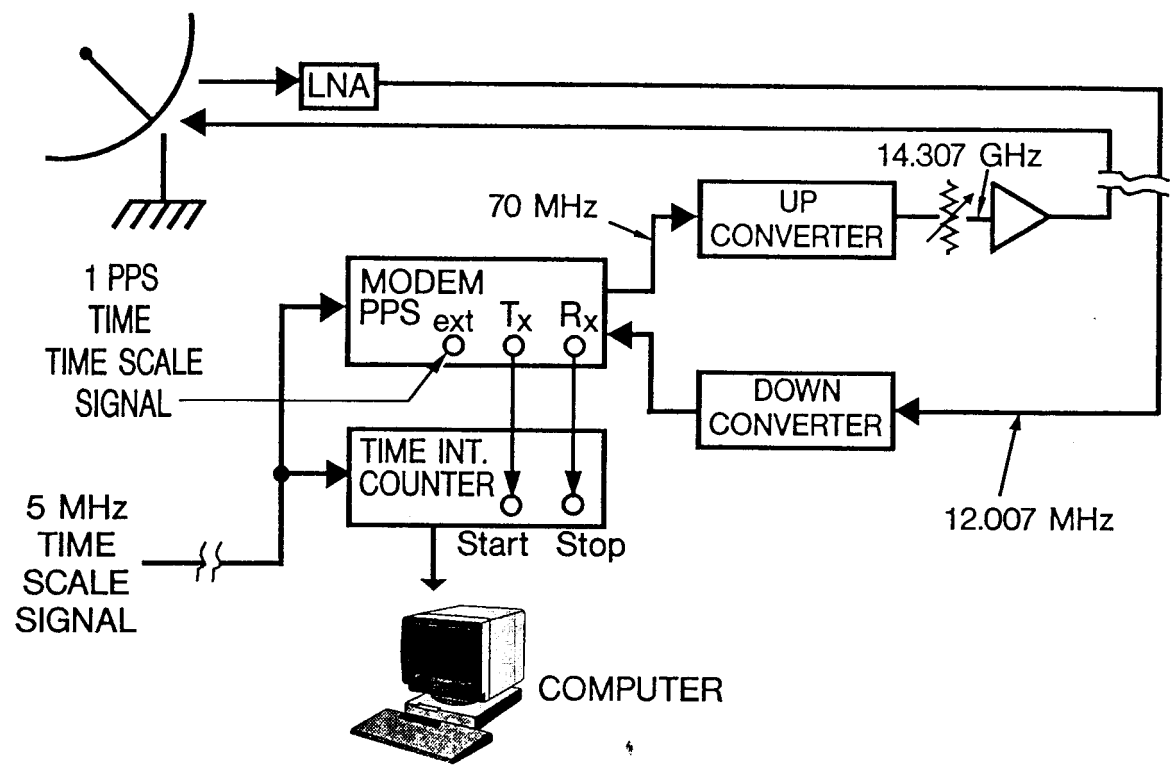 LNA
14.307 GHz
70 MHz
UP
CONVERTER
1 PPS
TIME
TIME SCALE
SIGNAL
MODEM
PPS ext Tx Rx
DOWN
CONVERTER
TIME INT.
COUNTER
Start Stop
12.007 MHz
5 MHz
TIME
SCALE
SIGNAL
COMPUTER